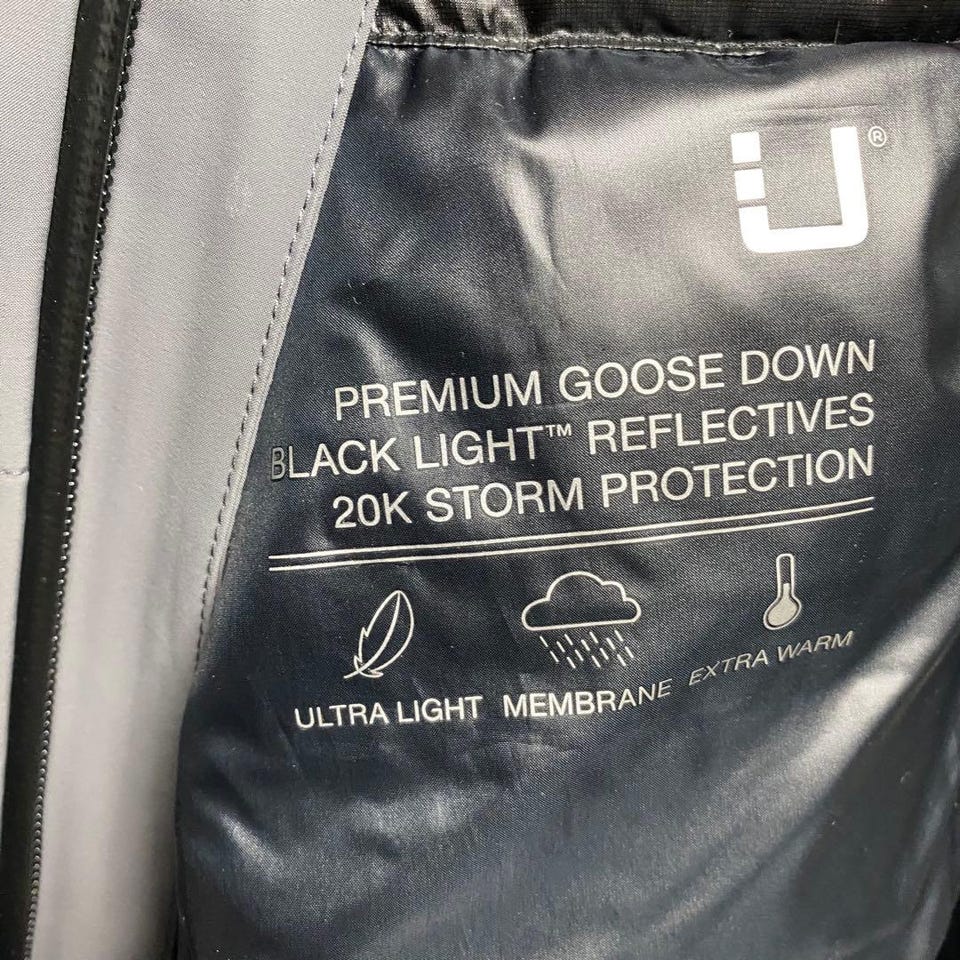 U®
PREMIUM GOOSE DOWN
BLACK LIGHT™ REFLECTIVES
20K STORM PROTECTION
ULTRA LIGHT MEMBRANE EXTRA WARM